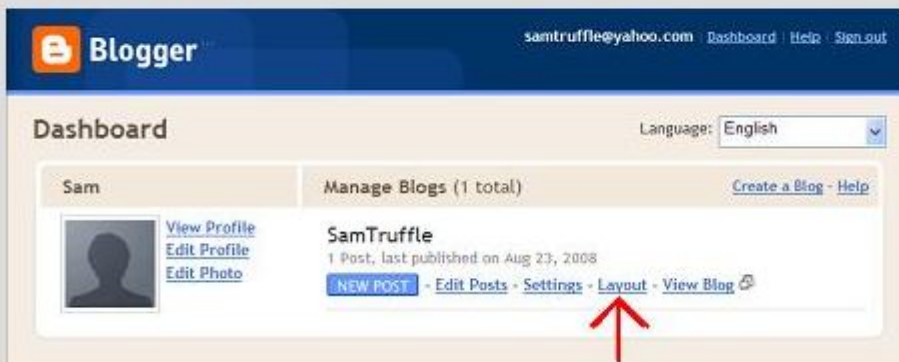 Blogger
samtruffle@yahoo.com Dashboard | Help | Sign out
Dashboard
Language: English
Sam
Manage Blogs (1 total)
Create a Blog - Help
View Profile
Edit Profile
Edit Photo
SamTruffle
1 Post, last published on Aug 23, 2008
NEW POST - Edit Posts - Settings - Layout - View Blog